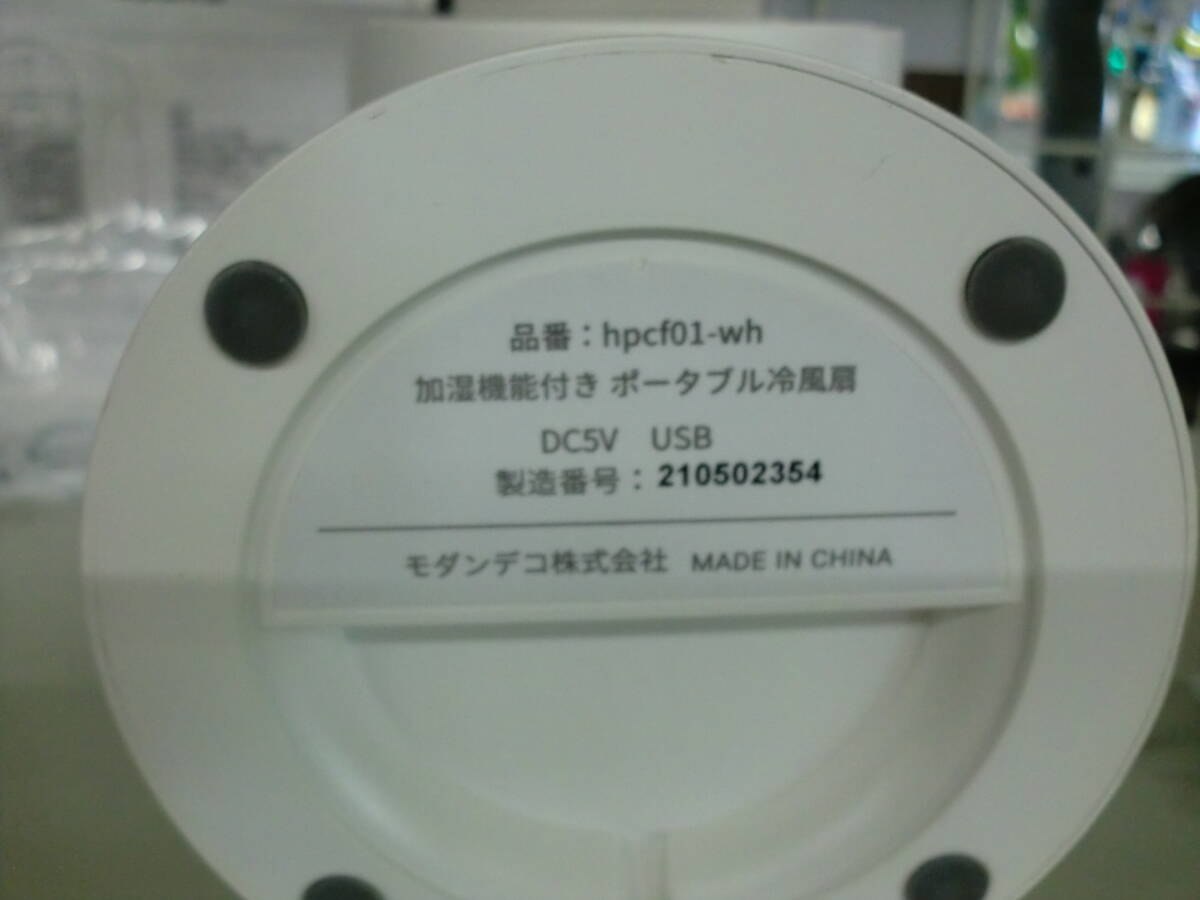 品番：hpcf01-wh
加湿機能付き ポータブル冷風扇
DC5V　USB
製造番号：210502354
モダンデコ株式会社　MADE IN CHINA